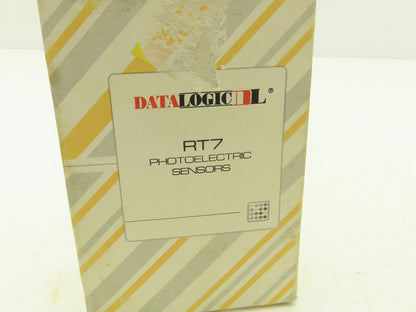 DATALOGIC DL ®
RT7
PHOTOELECTRIC
SENSORS